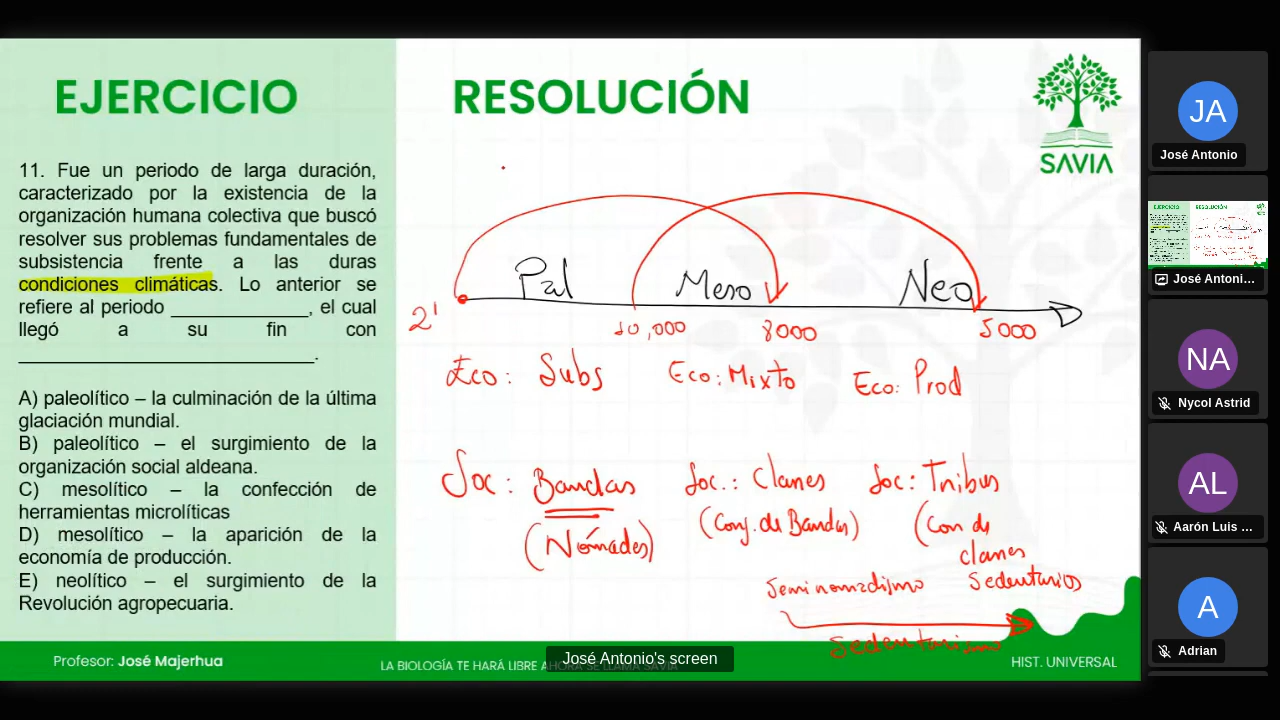 EJERCICIO
11. Fue un periodo de larga duración,
caracterizado por la existencia de la
organización humana colectiva que buscó
resolver sus problemas fundamentales de
subsistencia frente a las duras
condiciones climáticas. Lo anterior se
refiere al periodo _____________, el cual
llegó a su fin con
____________________________.
A) paleolítico – la culminación de la última
glaciación mundial.
B) paleolítico – el surgimiento de la
organización social aldeana.
C) mesolítico – la confección de
herramientas microlíticas
D) mesolítico – la aparición de la
economía de producción.
E) neolítico – el surgimiento de la
Revolución agropecuaria.
Profesor: José Majerhua
RESOLUCIÓN
SAVIA
Pal Meso Neo
2' 10,000 8000 5000
Eco: Subs Eco: Mixto Eco: Prod
Soc: Bandas Soc.: Clanes Soc: Tribus
(Nómades) (Conj. de Bandas) (Con de
clanes
Seminomadismo Sedentarios
Sedentarismo
LA BIOLOGÍA TE HARÁ LIBRE AHORA SE LLAMA SAVIA
José Antonio's screen
HIST. UNIVERSAL
JA
José Antonio
José Antoni...
NA
Nycol Astrid
AL
Aarón Luis ...
A
Adrian